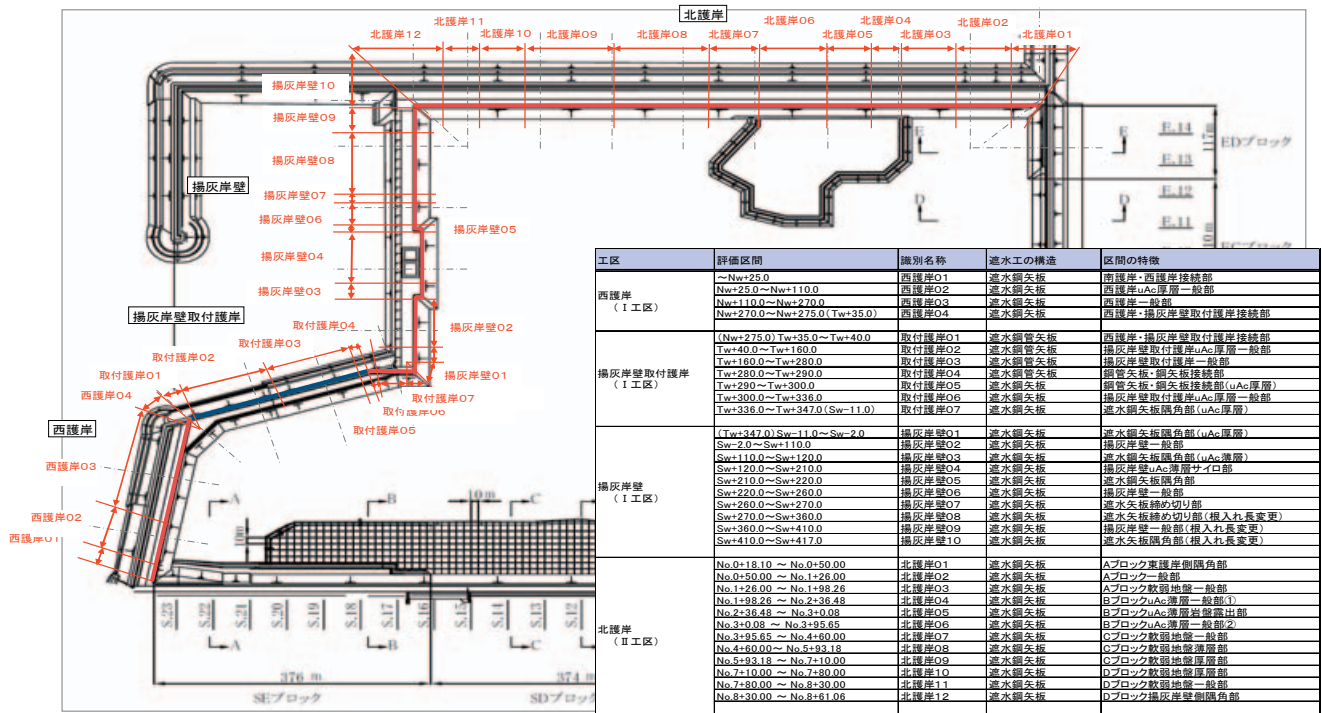 北護岸
北護岸12
北護岸11
北護岸10
北護岸09
北護岸08
北護岸07
北護岸06
北護岸05
北護岸04
北護岸03
北護岸02
北護岸01
揚灰岸壁10
揚灰岸壁09
揚灰岸壁08
揚灰岸壁
揚灰岸壁07
揚灰岸壁06
揚灰岸壁05
揚灰岸壁04
揚灰岸壁03
揚灰岸壁取付護岸
揚灰岸壁02
揚灰岸壁01
取付護岸04
取付護岸03
取付護岸02
取付護岸01
取付護岸07
取付護岸06
取付護岸05
西護岸04
西護岸
西護岸03
西護岸02
西護岸01
E
E
E.14
117m
EDブロック
E.13
E.12
D
D
E.11
A
B
10m
C
10m
S.23
S.22
S.21
S.20
S.19
S.18
S.17
S.16
S.15
S.14
S.13
S.12
A
B
C
376 m
374 m
SEブロック
工区 評価区間 識別名称 遮水工の構造 区間の特徴
西護岸
(Ⅰ工区)
～Nw+25.0 西護岸01 遮水鋼矢板 南護岸・西護岸接続部
Nw+25.0～Nw+110.0 西護岸02 遮水鋼矢板 西護岸uAc厚層一般部
Nw+110.0～Nw+270.0 西護岸03 遮水鋼矢板 西護岸一般部
Nw+270.0～Nw+275.0(Tw+35.0) 西護岸04 遮水鋼矢板 西護岸・揚灰岸壁取付護岸接続部
揚灰岸壁取付護岸
(Ⅰ工区)
(Nw+275.0)Tw+35.0～Tw+40.0 取付護岸01 遮水鋼管矢板 西護岸・揚灰岸壁取付護岸接続部
Tw+40.0～Tw+160.0 取付護岸02 遮水鋼管矢板 揚灰岸壁取付護岸uAc厚層一般部
Tw+160.0～Tw+280.0 取付護岸03 遮水鋼管矢板 揚灰岸壁取付護岸一般部
Tw+280.0～Tw+290.0 取付護岸04 遮水鋼管矢板 鋼管矢板・鋼矢板接続部
Tw+290～Tw+300.0 取付護岸05 遮水鋼矢板 鋼管矢板・鋼矢板接続部(uAc厚層)
Tw+300.0～Tw+336.0 取付護岸06 遮水鋼矢板 揚灰岸壁取付護岸uAc厚層一般部
Tw+336.0～Tw+347.0(Sw-11.0) 取付護岸07 遮水鋼矢板 遮水鋼矢板隅角部(uAc厚層)
揚灰岸壁
(Ⅰ工区)
(Tw+347.0)Sw-11.0～Sw-2.0 揚灰岸壁01 遮水鋼矢板 遮水鋼矢板隅角部(uAc厚層)
Sw-2.0～Sw+110.0 揚灰岸壁02 遮水鋼矢板 揚灰岸壁一般部
Sw+110.0～Sw+120.0 揚灰岸壁03 遮水鋼矢板 遮水鋼矢板隅角部(uAc薄層)
Sw+120.0～Sw+210.0 揚灰岸壁04 遮水鋼矢板 揚灰岸壁uAc薄層サイロ部
Sw+210.0～Sw+220.0 揚灰岸壁05 遮水鋼矢板 遮水鋼矢板隅角部
Sw+220.0～Sw+260.0 揚灰岸壁06 遮水鋼矢板 揚灰岸壁一般部
Sw+260.0～Sw+270.0 揚灰岸壁07 遮水鋼矢板 遮水矢板締め切り部
Sw+270.0～Sw+360.0 揚灰岸壁08 遮水鋼矢板 遮水矢板締め切り部(根入れ長変更)
Sw+360.0～Sw+410.0 揚灰岸壁09 遮水鋼矢板 揚灰岸壁一般部(根入れ長変更)
Sw+410.0～Sw+417.0 揚灰岸壁10 遮水鋼矢板 遮水矢板隅角部(根入れ長変更)
北護岸
(Ⅱ工区)
No.0+18.10 ～ No.0+50.00 北護岸01 遮水鋼矢板 Aブロック東護岸側隅角部
No.0+50.00 ～ No.1+26.00 北護岸02 遮水鋼矢板 Aブロック一般部
No.1+26.00 ～ No.1+98.26 北護岸03 遮水鋼矢板 Aブロック軟弱地盤一般部
No.1+98.26 ～ No.2+36.48 北護岸04 遮水鋼矢板 BブロックuAc薄層一般部①
No.2+36.48 ～ No.3+0.08 北護岸05 遮水鋼矢板 BブロックuAc薄層岩盤露出部
No.3+0.08 ～ No.3+95.65 北護岸06 遮水鋼矢板 BブロックuAc薄層一般部②
No.3+95.65 ～ No.4+60.00 北護岸07 遮水鋼矢板 Cブロック軟弱地盤一般部
No.4+60.00～ No.5+93.18 北護岸08 遮水鋼矢板 Cブロック軟弱地盤薄層部
No.5+93.18 ～ No.7+10.00 北護岸09 遮水鋼矢板 Cブロック軟弱地盤厚層部
No.7+10.00 ～ No.7+80.00 北護岸10 遮水鋼矢板 Dブロック軟弱地盤厚層部
No.7+80.00 ～ No.8+30.00 北護岸11 遮水鋼矢板 Dブロック軟弱地盤一般部
No.8+30.00 ～ No.8+61.06 北護岸12 遮水鋼矢板 Dブロック揚灰岸壁側隅角部